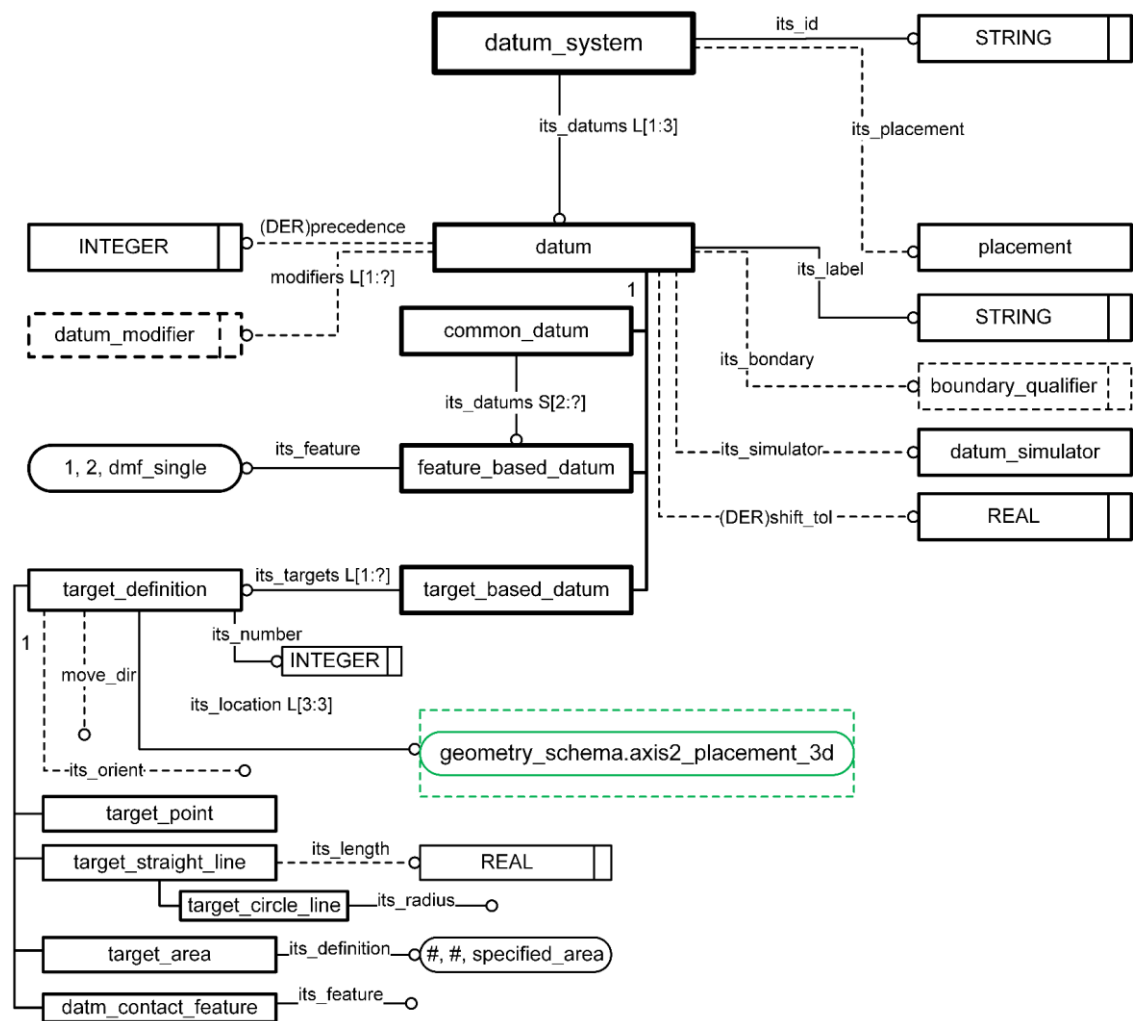 datum_system
its_id
STRING
its_datums L[1:3]
its_placement
INTEGER
(DER)precedence
datum
placement
modifiers L[1:?]
its_label
1
datum_modifier
common_datum
STRING
its_bondary
boundary_qualifier
its_datums S[2:?]
1, 2, dmf_single
its_feature
feature_based_datum
its_simulator
datum_simulator
(DER)shift_tol
REAL
target_definition
its_targets L[1:?]
target_based_datum
1
its_number
INTEGER
move_dir
its_location L[3:3]
geometry_schema.axis2_placement_3d
its_orient
target_point
target_straight_line
its_length
REAL
target_circle_line
its_radius
target_area
its_definition
#, #, specified_area
datm_contact_feature
its_feature